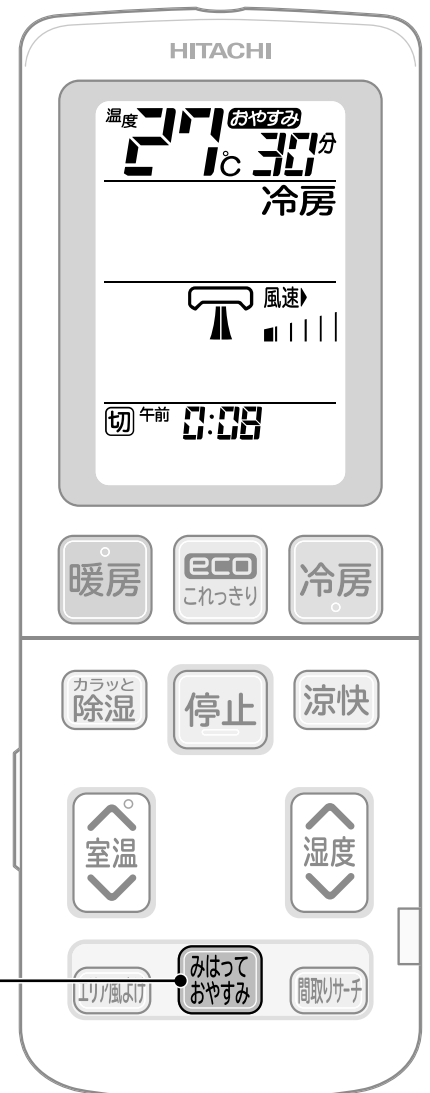 HITACHI
温度 27℃ おやすみ 30分
冷房
風速
切 午前 0:08
暖房
eco
これっきり
冷房
カラッと
除湿
停止
涼快
室温
湿度
エリア風よけ
みはって
おやすみ
間取りサーチ